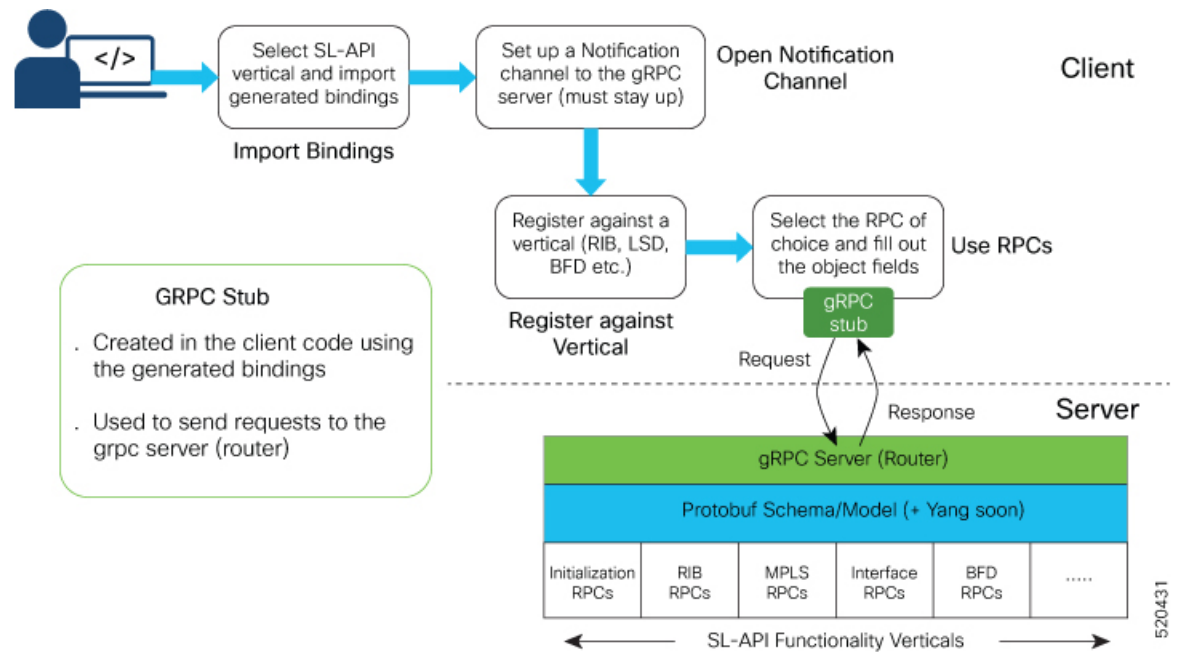 </>
Select SL-API
vertical and import
generated bindings
Import Bindings
Set up a Notification
channel to the gRPC
server (must stay up)
Open Notification
Channel
Client
Register against a
vertical (RIB, LSD,
BFD etc.)
Register against
Vertical
Select the RPC of
choice and fill out
the object fields
Use RPCs
gRPC
stub
GRPC Stub
. Created in the client code using
the generated bindings
. Used to send requests to the
grpc server (router)
Request
Response
Server
gRPC Server (Router)
Protobuf Schema/Model (+ Yang soon)
Initialization
RPCs
RIB
RPCs
MPLS
RPCs
Interface
RPCs
BFD
RPCs
.....
SL-API Functionality Verticals
520431